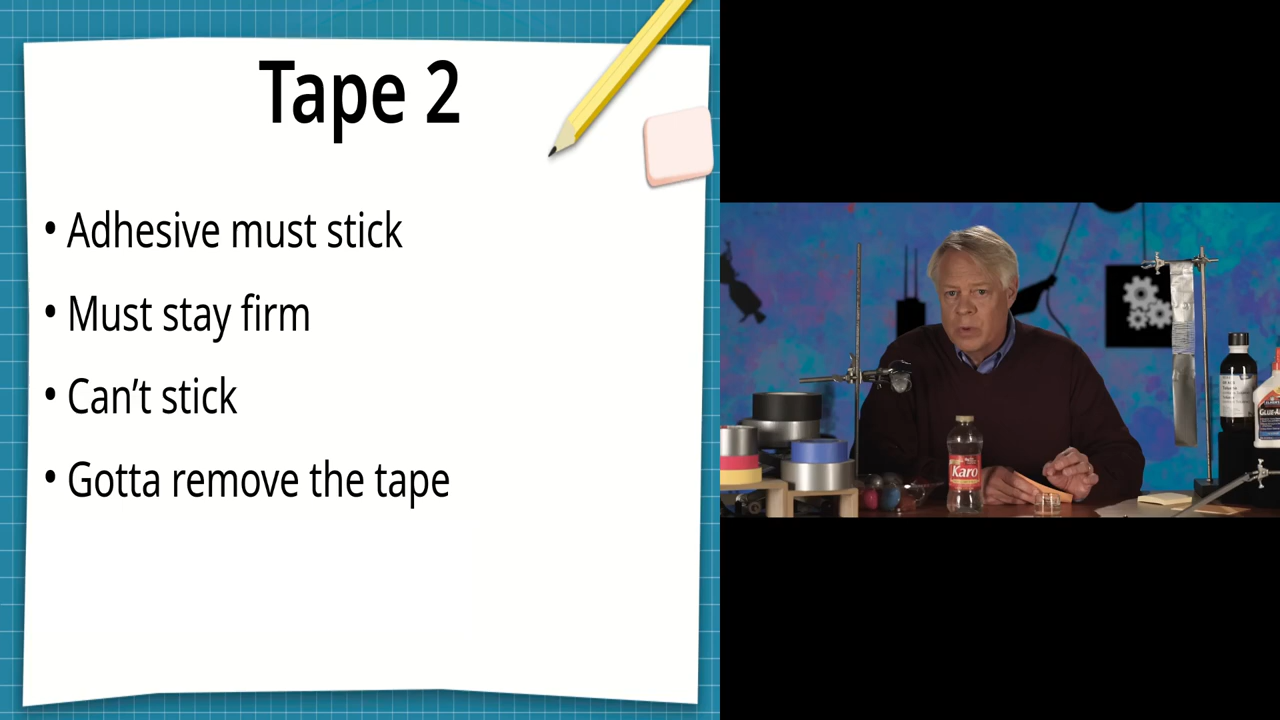 Tape 2
• Adhesive must stick
• Must stay firm
• Can’t stick
• Gotta remove the tape
Karo